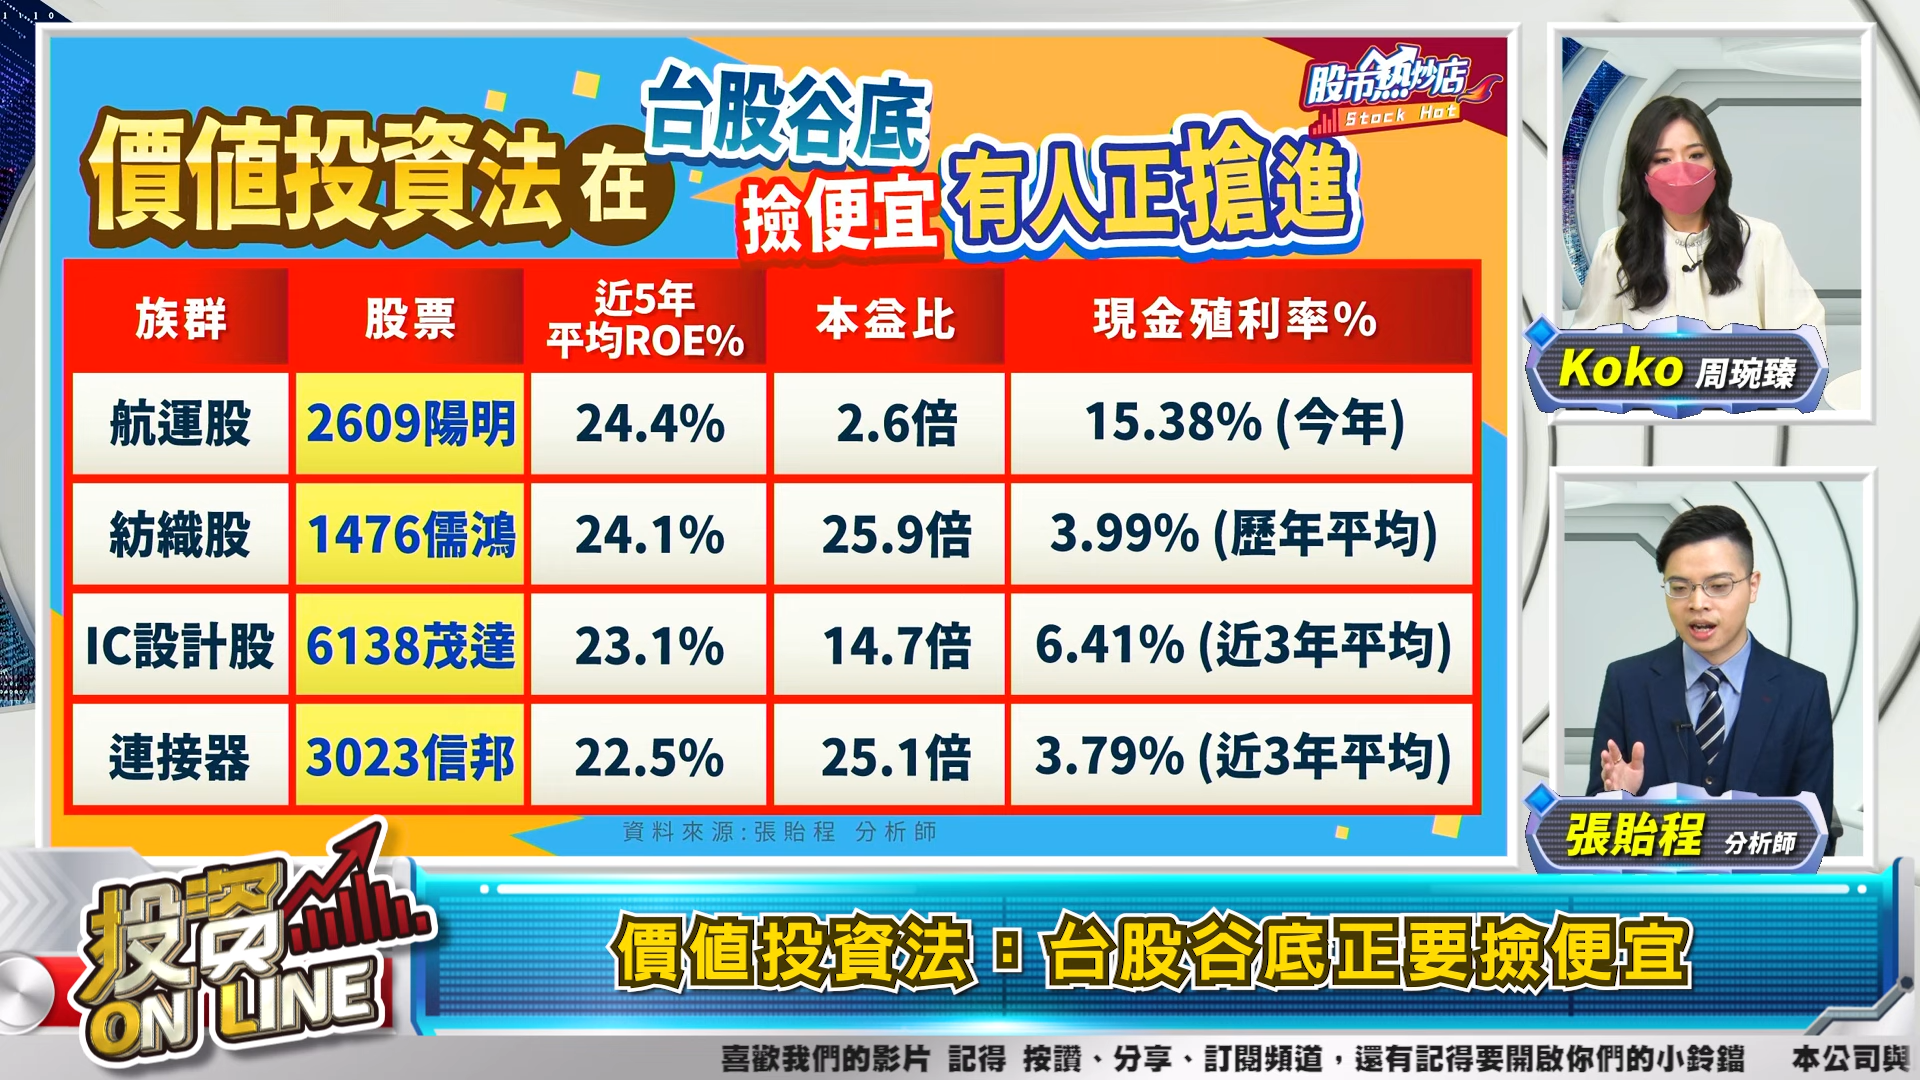 價值投資法在
台股谷底
撿便宜
有人正搶進
股市熱炒店
Stock Hot
族群 股票 近5年平均ROE% 本益比 現金殖利率%
航運股 2609陽明 24.4% 2.6倍 15.38% (今年)
紡織股 1476儒鴻 24.1% 25.9倍 3.99% (歷年平均)
IC設計股 6138茂達 23.1% 14.7倍 6.41% (近3年平均)
連接器 3023信邦 22.5% 25.1倍 3.79% (近3年平均)
資料來源:張貽程 分析師
Koko 周琬臻
張貽程 分析師
投資
ON LINE
價值投資法：台股谷底正要撿便宜
喜歡我們的影片 記得 按讚、分享、訂閱頻道，還有記得要開啟你們的小鈴鐺 本公司與